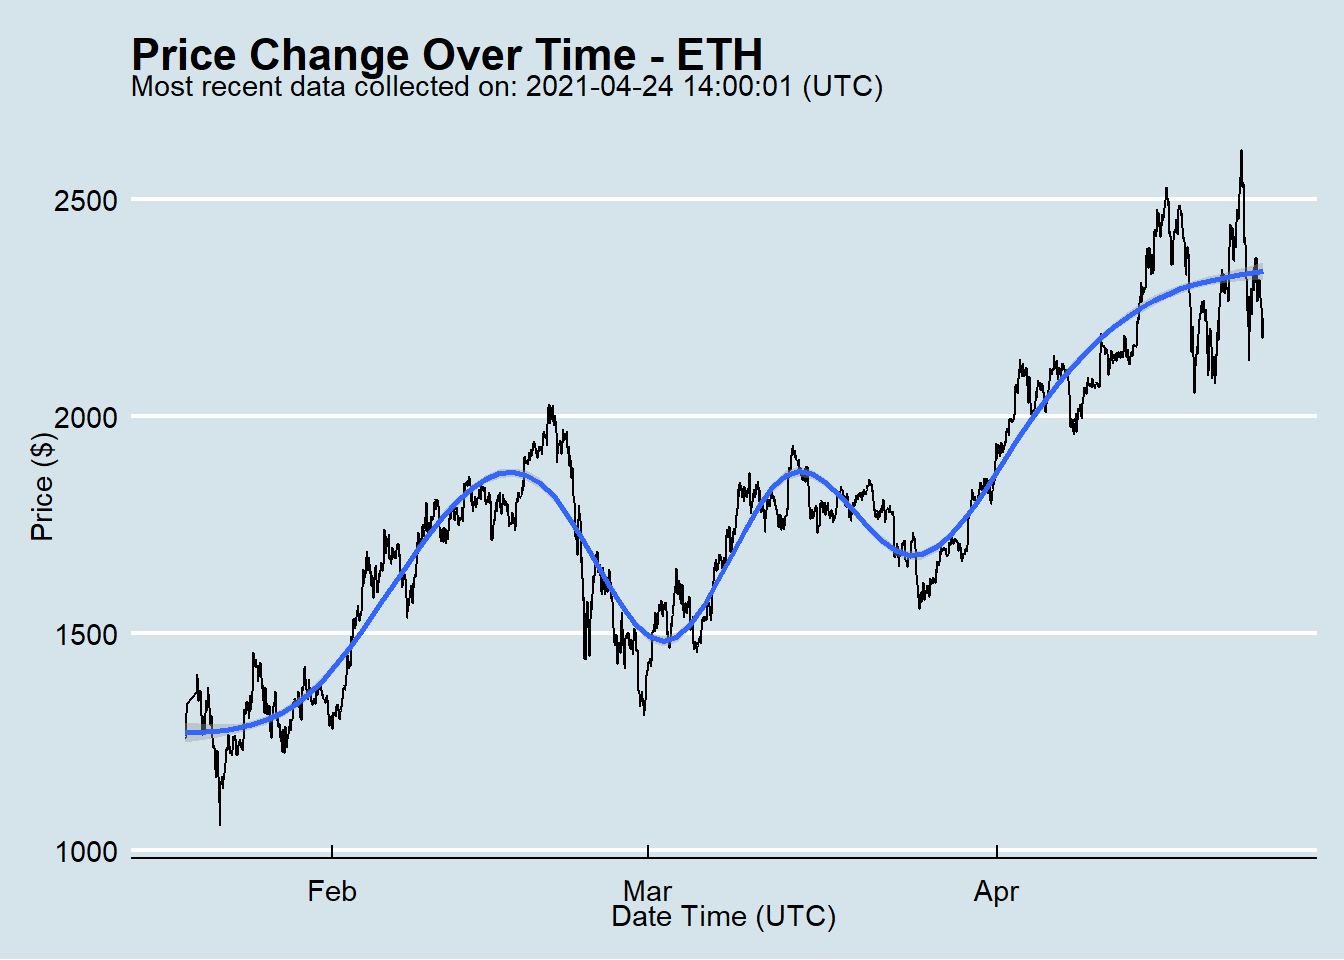 Price Change Over Time - ETH
Most recent data collected on: 2021-04-24 14:00:01 (UTC)
2500
2000
1500
1000
Price ($)
Feb
Mar
Apr
Date Time (UTC)